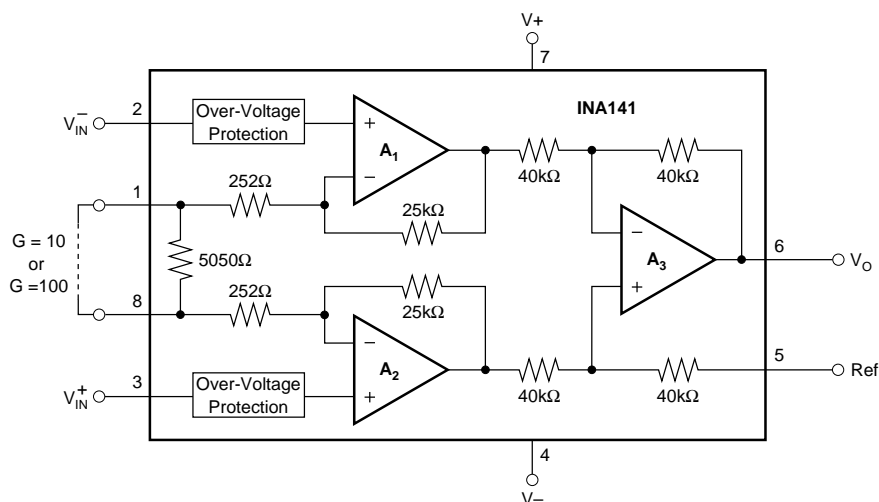 V+
7
INA141
2
V−IN
Over-Voltage
Protection
+
A1
−
40kΩ
40kΩ
1
252Ω
25kΩ
G = 10
or
G =100
5050Ω
−
A3
+
6
VO
8
252Ω
25kΩ
−
A2
+
5
Ref
3
V+IN
Over-Voltage
Protection
40kΩ
40kΩ
4
V−